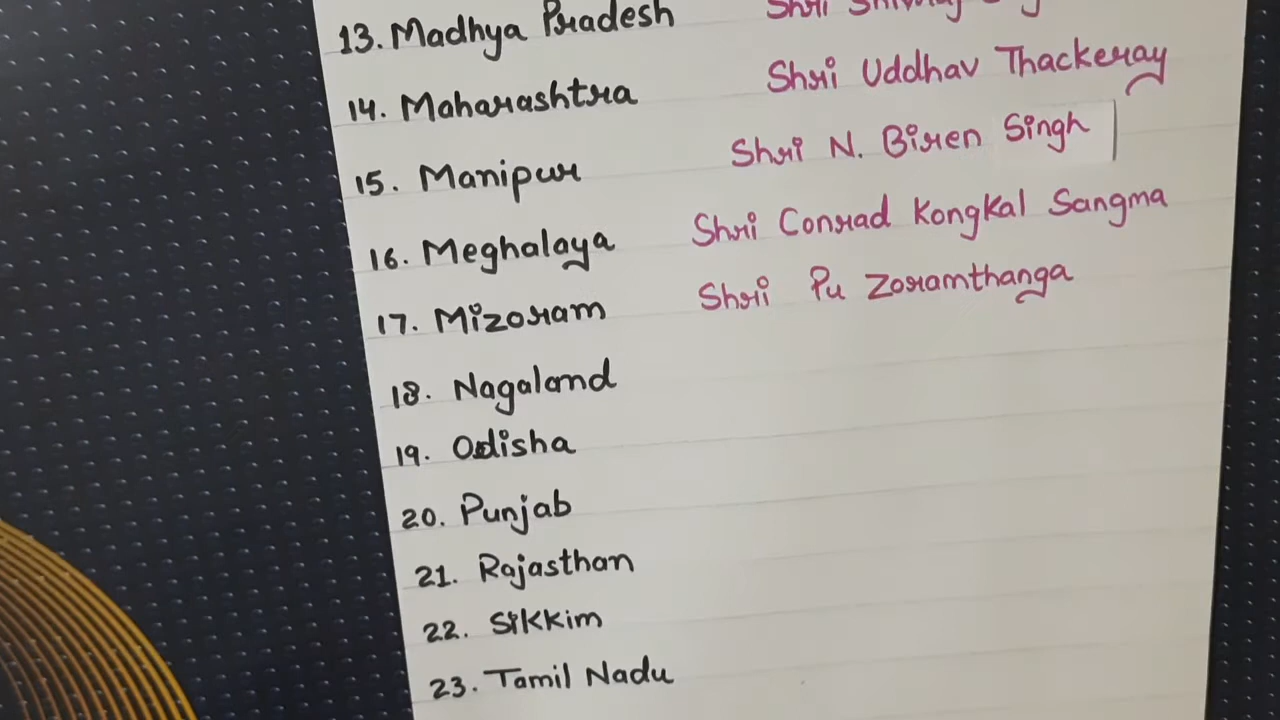 13. Madhya Pradesh Shri
14. Maharashtra Shri Uddhav Thackeray
15. Manipur Shri N. Biren Singh
16. Meghalaya Shri Conrad Kongkal Sangma
17. Mizoram Shri Pu Zoramthanga
18. Nagaland
19. Odisha
20. Punjab
21. Rajasthan
22. Sikkim
23. Tamil Nadu